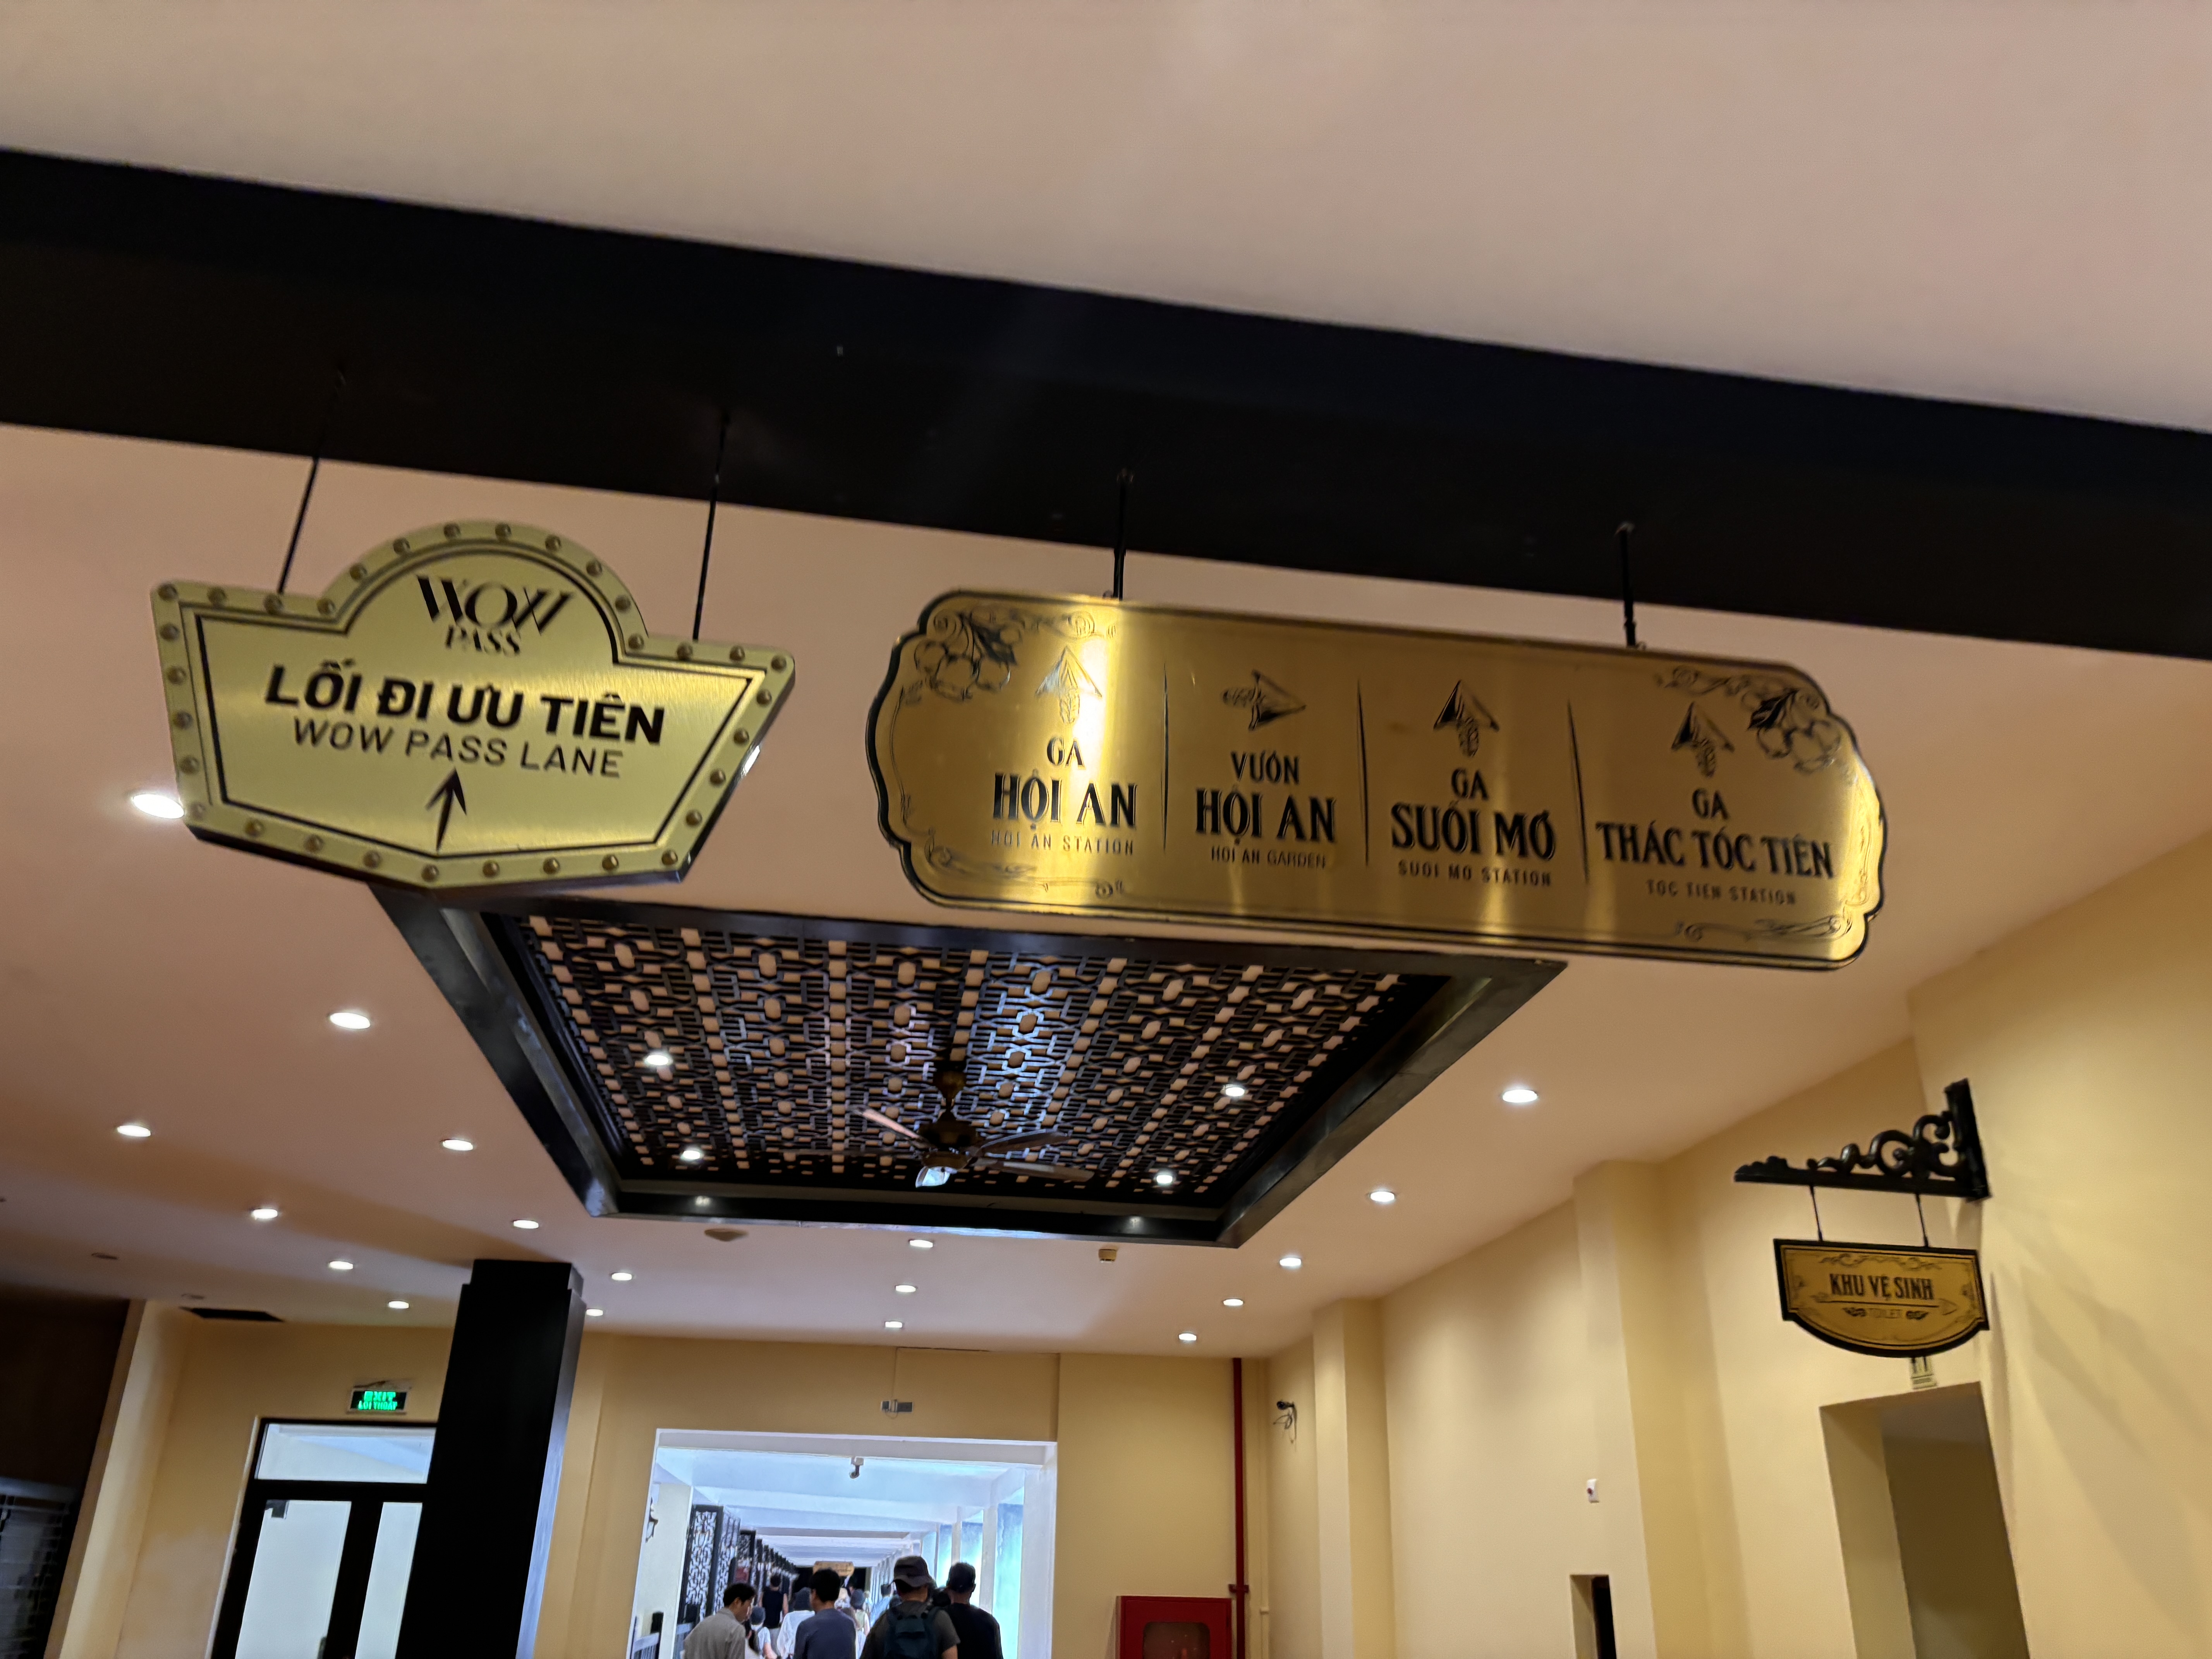 WOW
PASS
LỐI ĐI ƯU TIÊN
WOW PASS LANE
GA
HỘI AN
HOI AN STATION
VƯỜN
HỘI AN
HOI AN GARDEN
GA
SUỐI MƠ
SUOI MO STATION
GA
THÁC TÓC TIÊN
TOC TIEN STATION
KHU VỆ SINH
TOILET
EXIT
LỐI THOÁT